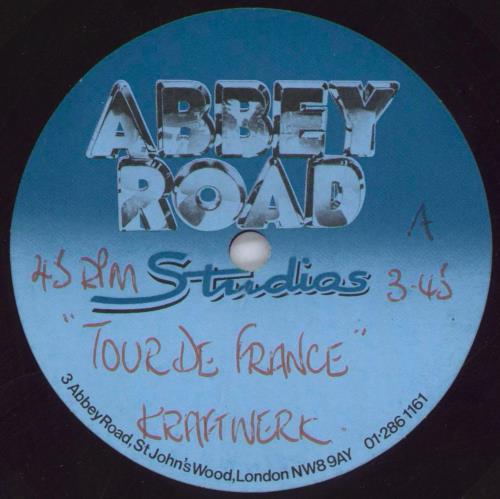 ABBEY
ROAD
A
45 RPM Studios 3-45
"TOUR DE FRANCE"
KRAFTWERK.
3 Abbey Road, St John's Wood, London NW8 9AY 01-286 1161